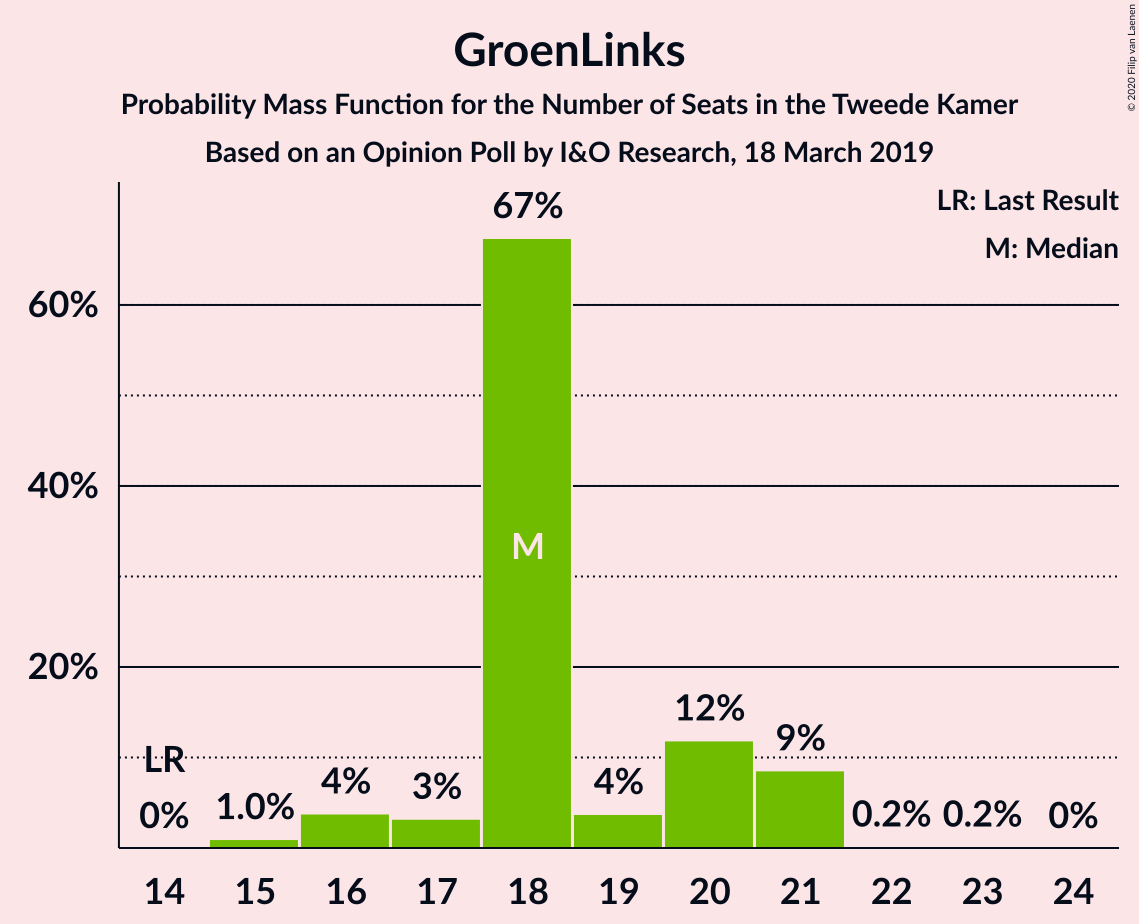 GroenLinks
Probability Mass Function for the Number of Seats in the Tweede Kamer
Based on an Opinion Poll by I&O Research, 18 March 2019
© 2020 Filip van Laenen
LR: Last Result
M: Median
67%
60%
40%
M
20%
12%
9%
LR
4%
3%
4%
0%
1.0%
0.2%
0.2%
0%
14 15 16 17 18 19 20 21 22 23 24